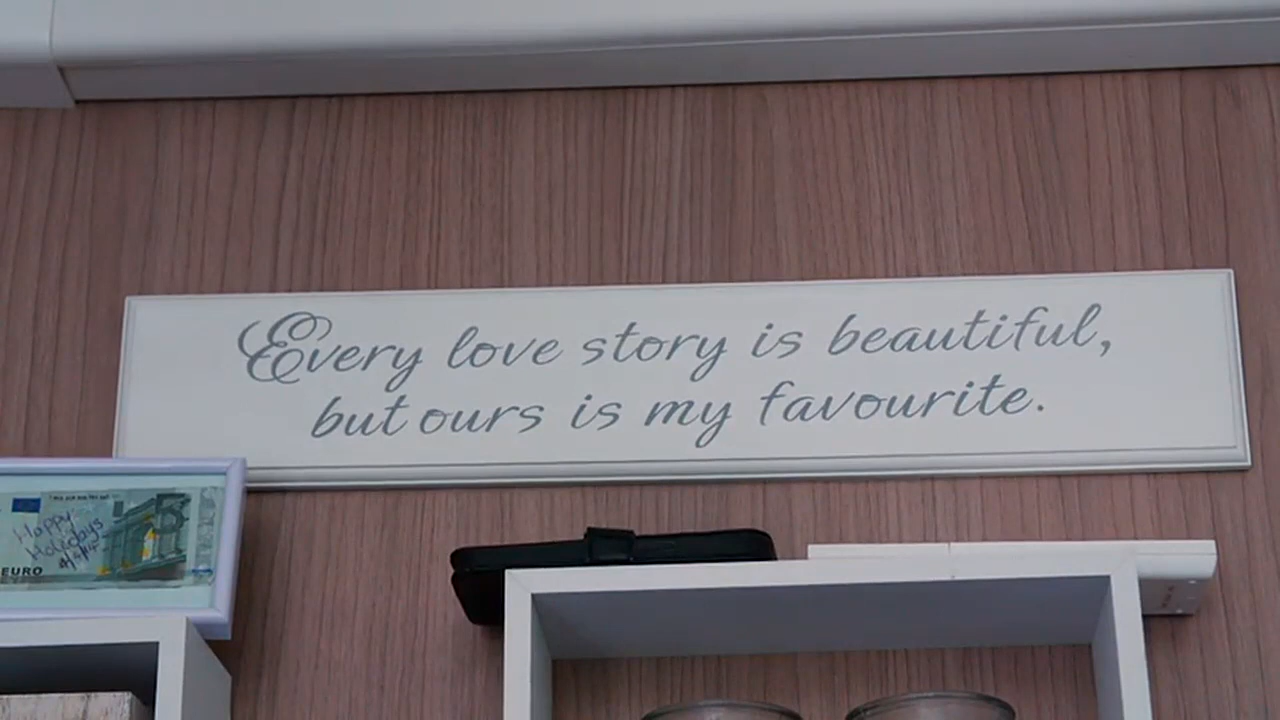 Every love story is beautiful,
but ours is my favourite.
Happy
Holidays
EURO